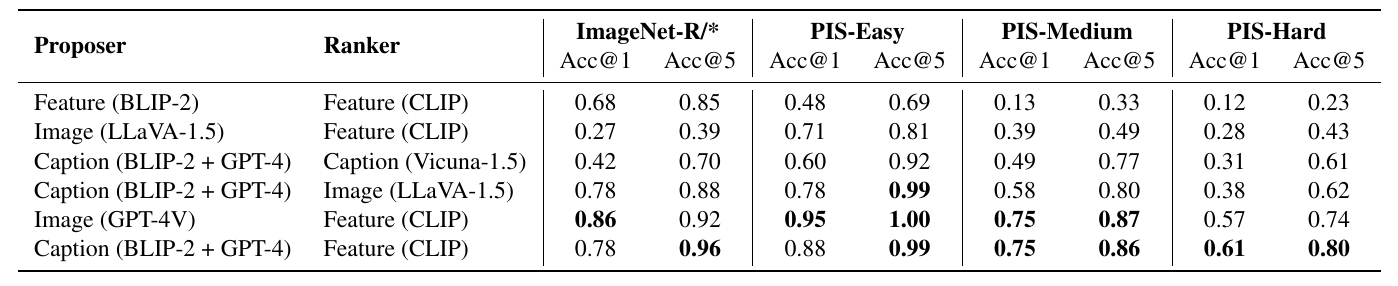 Proposer Ranker ImageNet-R/* PIS-Easy PIS-Medium PIS-Hard
Acc@1 Acc@5 Acc@1 Acc@5 Acc@1 Acc@5 Acc@1 Acc@5
Feature (BLIP-2) Feature (CLIP) 0.68 0.85 0.48 0.69 0.13 0.33 0.12 0.23
Image (LLaVA-1.5) Feature (CLIP) 0.27 0.39 0.71 0.81 0.39 0.49 0.28 0.43
Caption (BLIP-2 + GPT-4) Caption (Vicuna-1.5) 0.42 0.70 0.60 0.92 0.49 0.77 0.31 0.61
Caption (BLIP-2 + GPT-4) Image (LLaVA-1.5) 0.78 0.88 0.78 0.99 0.58 0.80 0.38 0.62
Image (GPT-4V) Feature (CLIP) 0.86 0.92 0.95 1.00 0.75 0.87 0.57 0.74
Caption (BLIP-2 + GPT-4) Feature (CLIP) 0.78 0.96 0.88 0.99 0.75 0.86 0.61 0.80